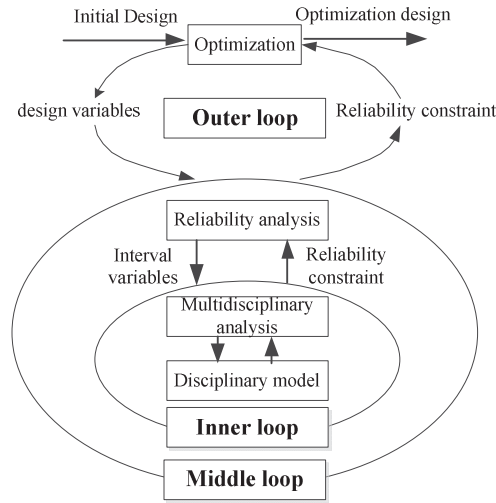 Initial Design
Optimization design
Optimization
design variables
Outer loop
Reliability constraint
Reliability analysis
Interval
variables
Reliability
constraint
Multidisciplinary
analysis
Disciplinary model
Inner loop
Middle loop